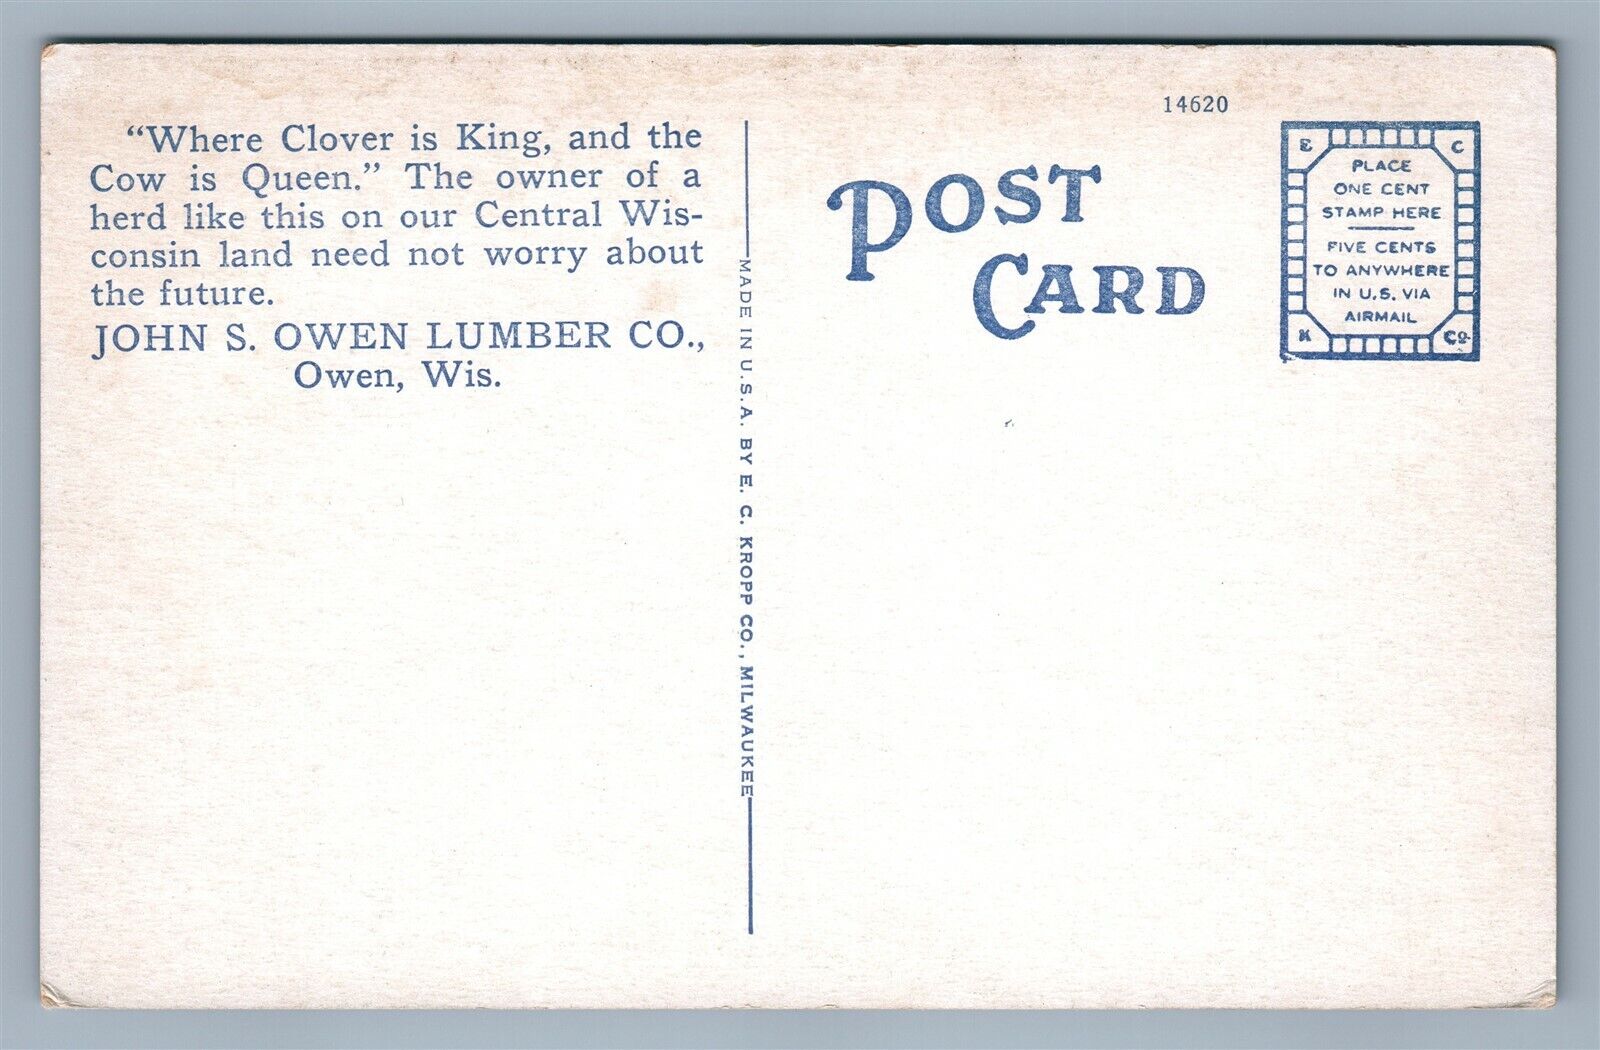 “Where Clover is King, and the
Cow is Queen.” The owner of a
herd like this on our Central Wis-
consin land need not worry about
the future.
JOHN S. OWEN LUMBER CO.,
Owen, Wis.
MADE IN U.S.A. BY E. C. KROPP CO., MILWAUKEE
14620
POST
CARD
E C
PLACE
ONE CENT
STAMP HERE
FIVE CENTS
TO ANYWHERE
IN U.S. VIA
AIRMAIL
K Co